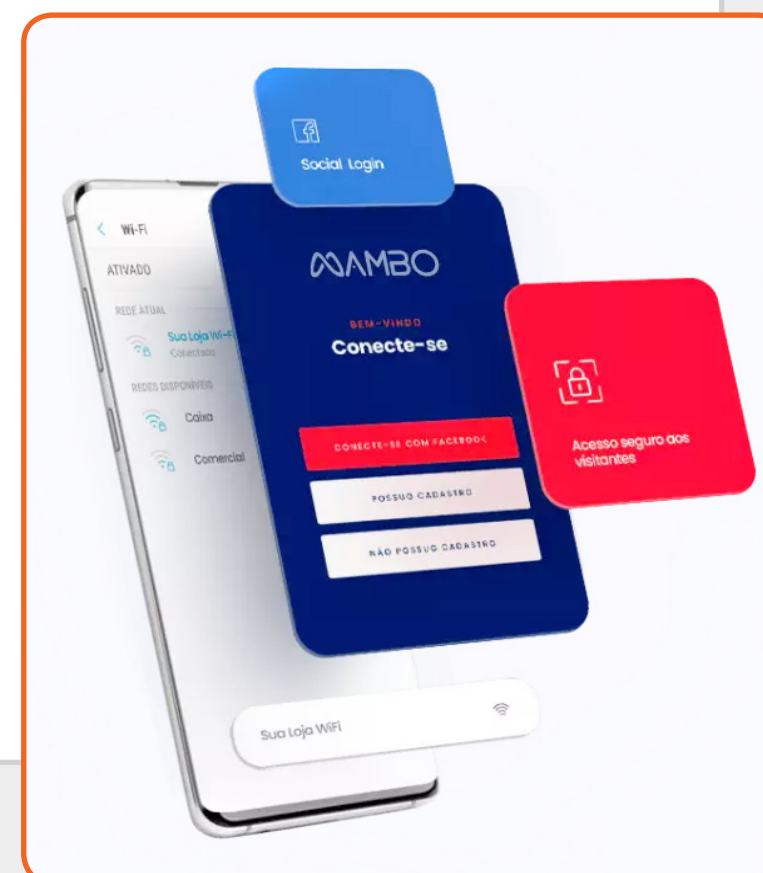 Social Login
Wi-Fi
ATIVADO
REDE ATUAL
Sua Loja Wi-Fi
Conectado
REDES DISPONÍVEIS
Caixa
Comercial
MAMBO
BEM-VINDO
Conecte-se
CONECTE-SE COM FACEBOOK
POSSUO CADASTRO
NÃO POSSUO CADASTRO
Acesso seguro aos
visitantes
Sua Loja WiFi